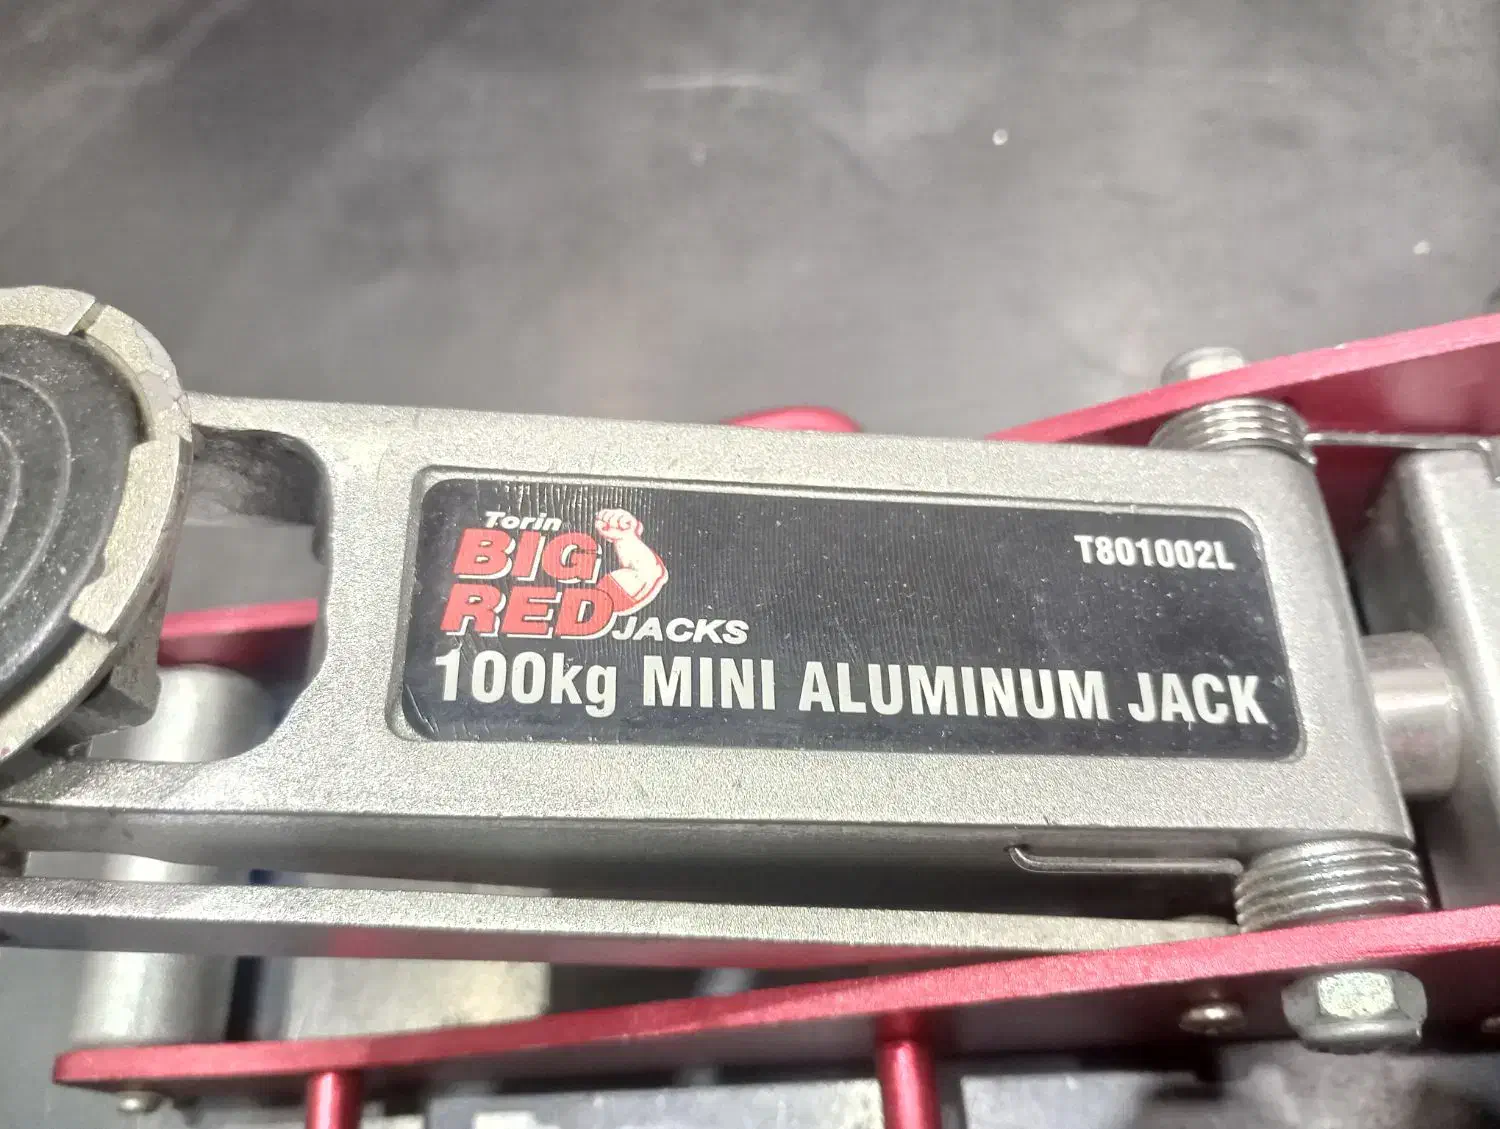 Torin
BIG
RED JACKS
T801002L
100kg MINI ALUMINUM JACK